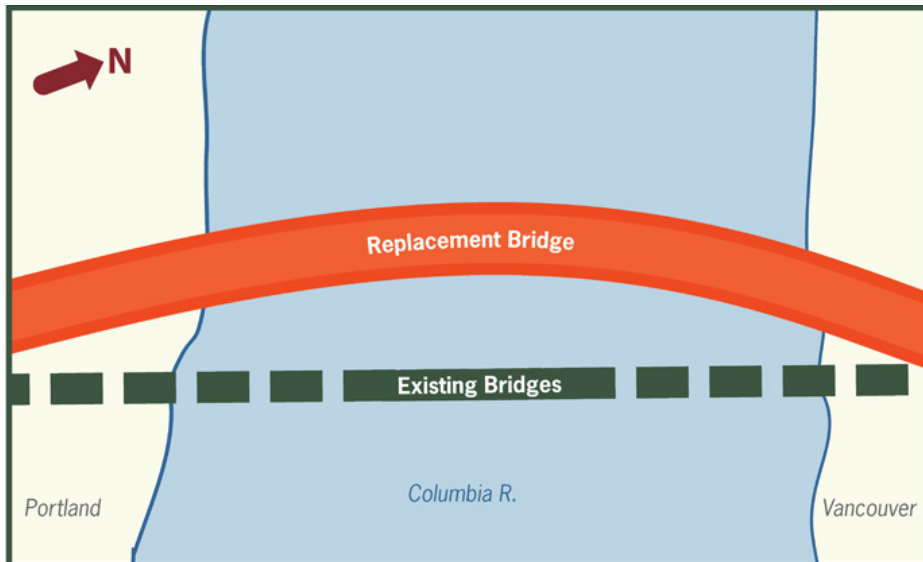 N
Replacement Bridge
Existing Bridges
Columbia R.
Portland
Vancouver